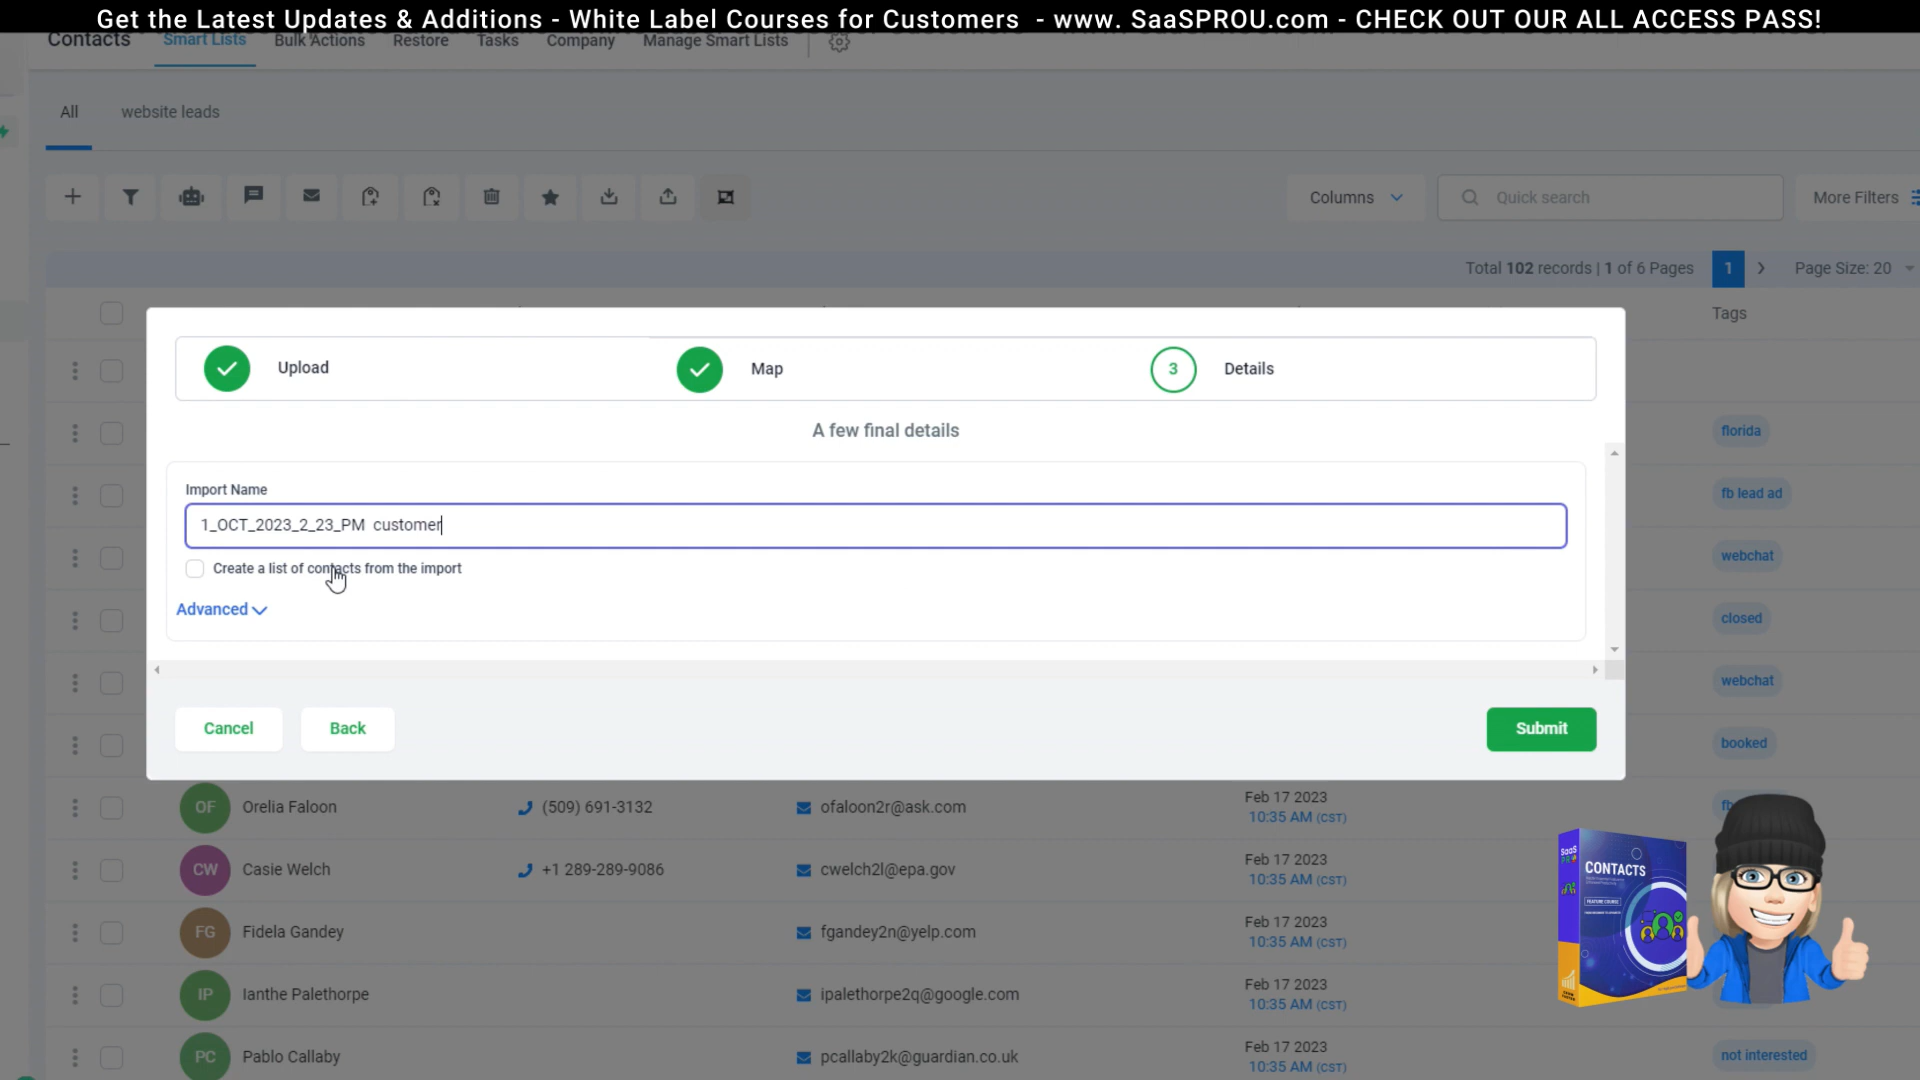 Get the Latest Updates & Additions - White Label Courses for Customers - www. SaaSPROU.com - CHECK OUT OUR ALL ACCESS PASS!
Contacts Smart Lists Bulk Actions Restore Tasks Company Manage Smart Lists
All website leads
Columns Quick search More Filters
Total 102 records | 1 of 6 Pages 1 Page Size: 20
Tags
Upload Map 3 Details
A few final details
Import Name
1_OCT_2023_2_23_PM customer
Create a list of contacts from the import
Advanced
Cancel Back Submit
florida
fb lead ad
webchat
closed
webchat
booked
OF Orelia Faloon (509) 691-3132 ofaloon2r@ask.com Feb 17 2023
10:35 AM (CST)
CW Casie Welch +1 289-289-9086 cwelch2l@epa.gov Feb 17 2023
10:35 AM (CST)
FG Fidela Gandey fgandey2n@yelp.com Feb 17 2023
10:35 AM (CST)
IP Ianthe Palethorpe ipalethorpe2q@google.com Feb 17 2023
10:35 AM (CST)
PC Pablo Callaby pcallaby2k@guardian.co.uk Feb 17 2023
10:35 AM (CST)
not interested
SaaS
PRO
CONTACTS
FEATURE COURSE